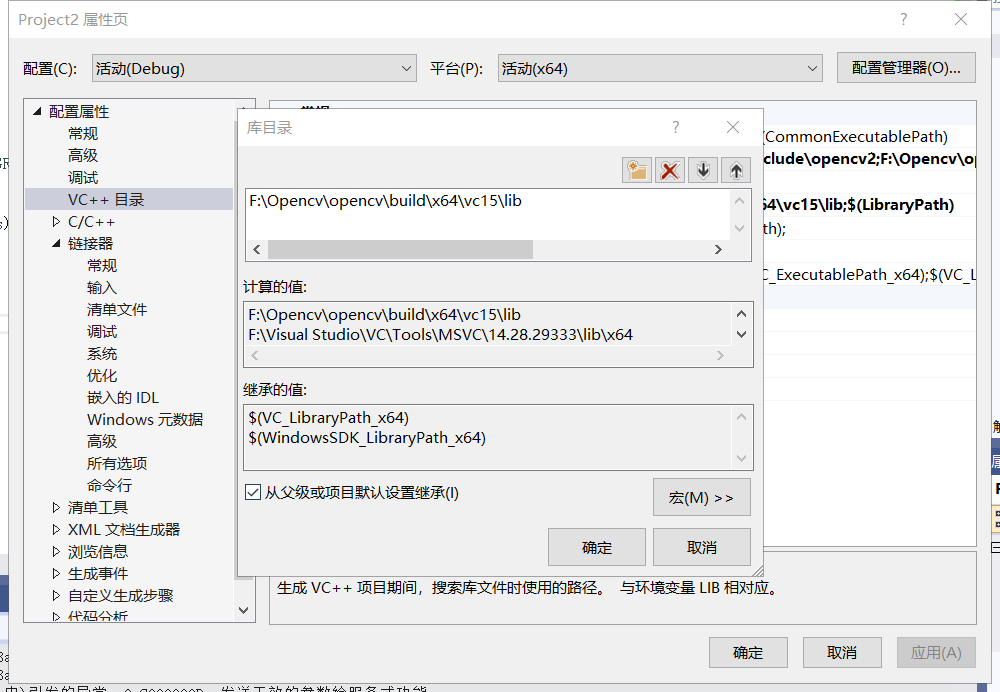 Project2 属性页
配置(C):
活动(Debug)
平台(P):
活动(x64)
配置管理器(O)...
配置属性
常规
高级
调试
VC++ 目录
C/C++
链接器
常规
输入
清单文件
调试
系统
优化
嵌入的 IDL
Windows 元数据
高级
所有选项
命令行
清单工具
XML 文档生成器
浏览信息
生成事件
自定义生成步骤
代码分析
(CommonExecutablePath)
clude\opencv2;F:\Opencv\op
64\vc15\lib;$(LibraryPath)
th);
C_ExecutablePath_x64);$(VC_L
库目录
F:\Opencv\opencv\build\x64\vc15\lib
计算的值:
F:\Opencv\opencv\build\x64\vc15\lib
F:\Visual Studio\VC\Tools\MSVC\14.28.29333\lib\x64
继承的值:
$(VC_LibraryPath_x64)
$(WindowsSDK_LibraryPath_x64)
从父级或项目默认设置继承(I)
宏(M) >>
确定
取消
生成 VC++ 项目期间，搜索库文件时使用的路径。 与环境变量 LIB 相对应。
确定
取消
应用(A)